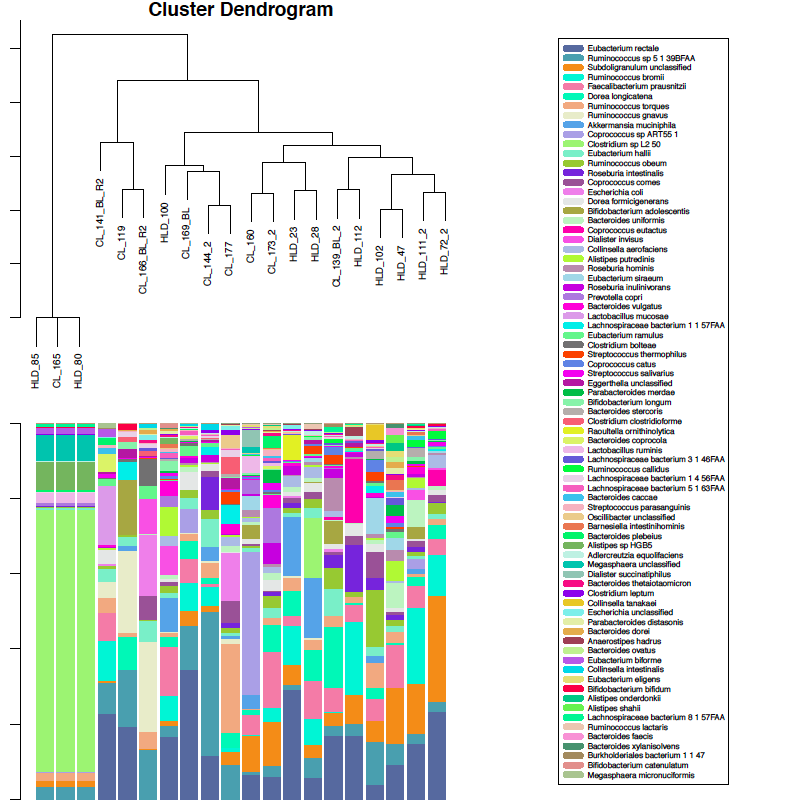 Cluster Dendrogram
HLD_85
CL_165
HLD_80
CL_141_BL_R2
CL_119
CL_166_BL_R2
HLD_100
CL_169_BL
CL_144_2
CL_177
CL_160
CL_173_2
HLD_23
HLD_28
CL_139_BL_2
HLD_112
HLD_102
HLD_47
HLD_111_2
HLD_72_2
Eubacterium rectale
Ruminococcus sp 5 1 39BFAA
Subdoligranulum unclassified
Ruminococcus bromii
Faecalibacterium prausnitzii
Dorea longicatena
Ruminococcus torques
Ruminococcus gnavus
Akkermansia muciniphila
Coprococcus sp ART55 1
Clostridium sp L2 50
Eubacterium hallii
Ruminococcus obeum
Roseburia intestinalis
Coprococcus comes
Escherichia coli
Dorea formicigenerans
Bifidobacterium adolescentis
Bacteroides uniformis
Coprococcus eutactus
Dialister invisus
Collinsella aerofaciens
Alistipes putredinis
Roseburia hominis
Eubacterium siraeum
Roseburia inulinivorans
Prevotella copri
Bacteroides vulgatus
Lactobacillus mucosae
Lachnospiraceae bacterium 1 1 57FAA
Eubacterium ramulus
Clostridium bolteae
Streptococcus thermophilus
Coprococcus catus
Streptococcus salivarius
Eggerthella unclassified
Parabacteroides merdae
Bifidobacterium longum
Bacteroides stercoris
Clostridium clostridioforme
Raoultella ornithinolytica
Bacteroides coprocola
Lactobacillus ruminis
Lachnospiraceae bacterium 3 1 46FAA
Ruminococcus callidus
Lachnospiraceae bacterium 1 4 56FAA
Lachnospiraceae bacterium 5 1 63FAA
Bacteroides caccae
Streptococcus parasanguinis
Oscillibacter unclassified
Barnesiella intestinihominis
Bacteroides plebeius
Alistipes sp HGB5
Adlercreutzia equolifaciens
Megasphaera unclassified
Dialister succinatiphilus
Bacteroides thetaiotaomicron
Clostridium leptum
Collinsella tanakaei
Escherichia unclassified
Parabacteroides distasonis
Bacteroides dorei
Anaerostipes hadrus
Bacteroides ovatus
Eubacterium biforme
Collinsella intestinalis
Eubacterium eligens
Bifidobacterium bifidum
Alistipes onderdonkii
Alistipes shahii
Lachnospiraceae bacterium 8 1 57FAA
Ruminococcus lactaris
Bacteroides faecis
Bacteroides xylanisolvens
Burkholderiales bacterium 1 1 47
Bifidobacterium catenulatum
Megasphaera micronuciformis